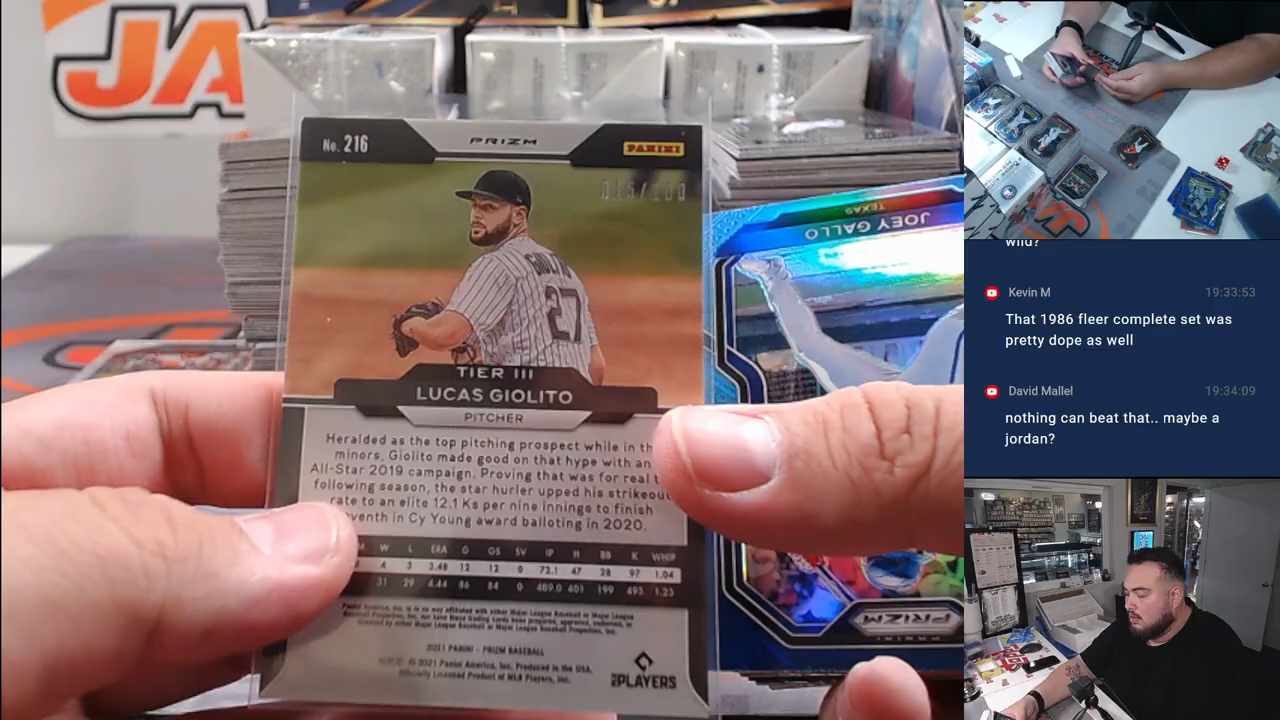 JA
No. 216
PRIZM
PANINI
GIOLITO
27
TIER III
LUCAS GIOLITO
PITCHER
Heralded as the top pitching prospect while in th
minors, Giolito made good on that hype with an
All-Star 2019 campaign. Proving that was for real t
following season, the star hurler upped his strikeout
rate to an elite 12.1 Ks per nine innings to finish
eventh in Cy Young award balloting in 2020.
W L ERA G GS SV IP H BB K WHIP
4 3 3.48 12 12 0 72.1 47 28 97 1.04
31 29 4.44 86 84 0 489.0 401 199 493 1.23
2021 PANINI - PRIZM BASEBALL
© 2021 Panini America, Inc. Produced in the USA.
Officially Licensed Product of MLB Players, Inc.
PLAYERS
TEXAS
JOEY GALLO
PRIZM
PANINI
wild?
Kevin M 19:33:53
That 1986 fleer complete set was
pretty dope as well
David Mallel 19:34:09
nothing can beat that.. maybe a
jordan?
ON